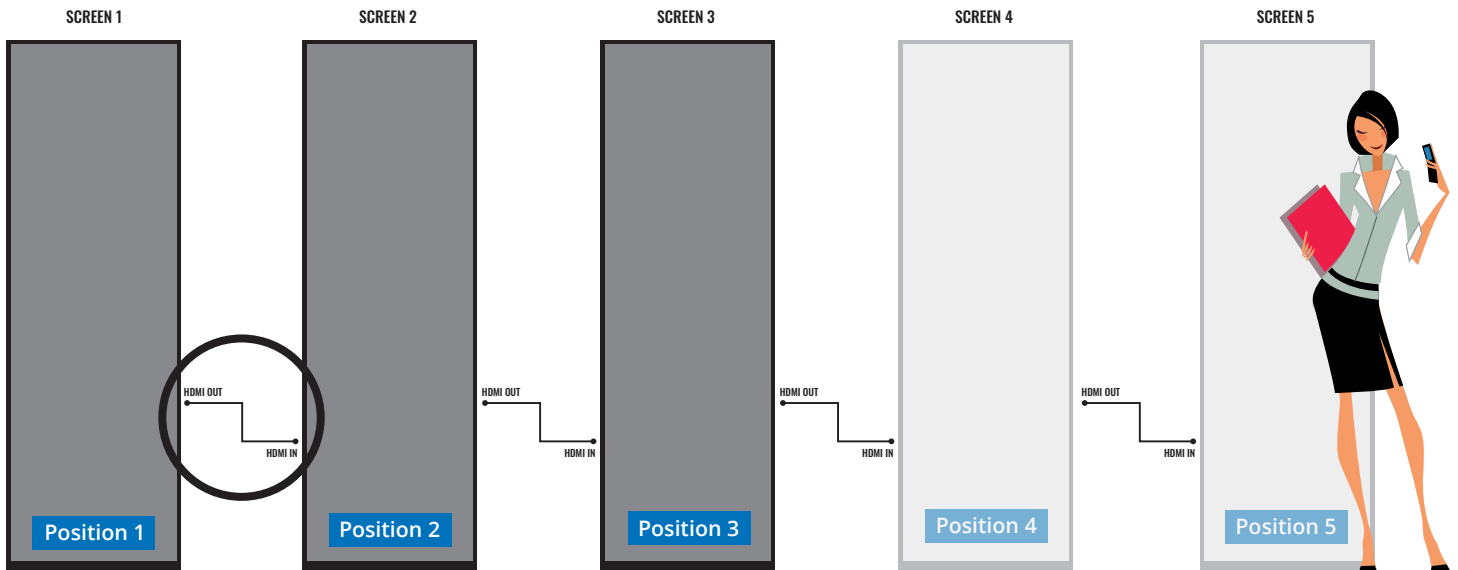 SCREEN 1
SCREEN 2
SCREEN 3
SCREEN 4
SCREEN 5
HDMI OUT
HDMI IN
HDMI OUT
HDMI IN
HDMI OUT
HDMI IN
HDMI OUT
HDMI IN
Position 1
Position 2
Position 3
Position 4
Position 5